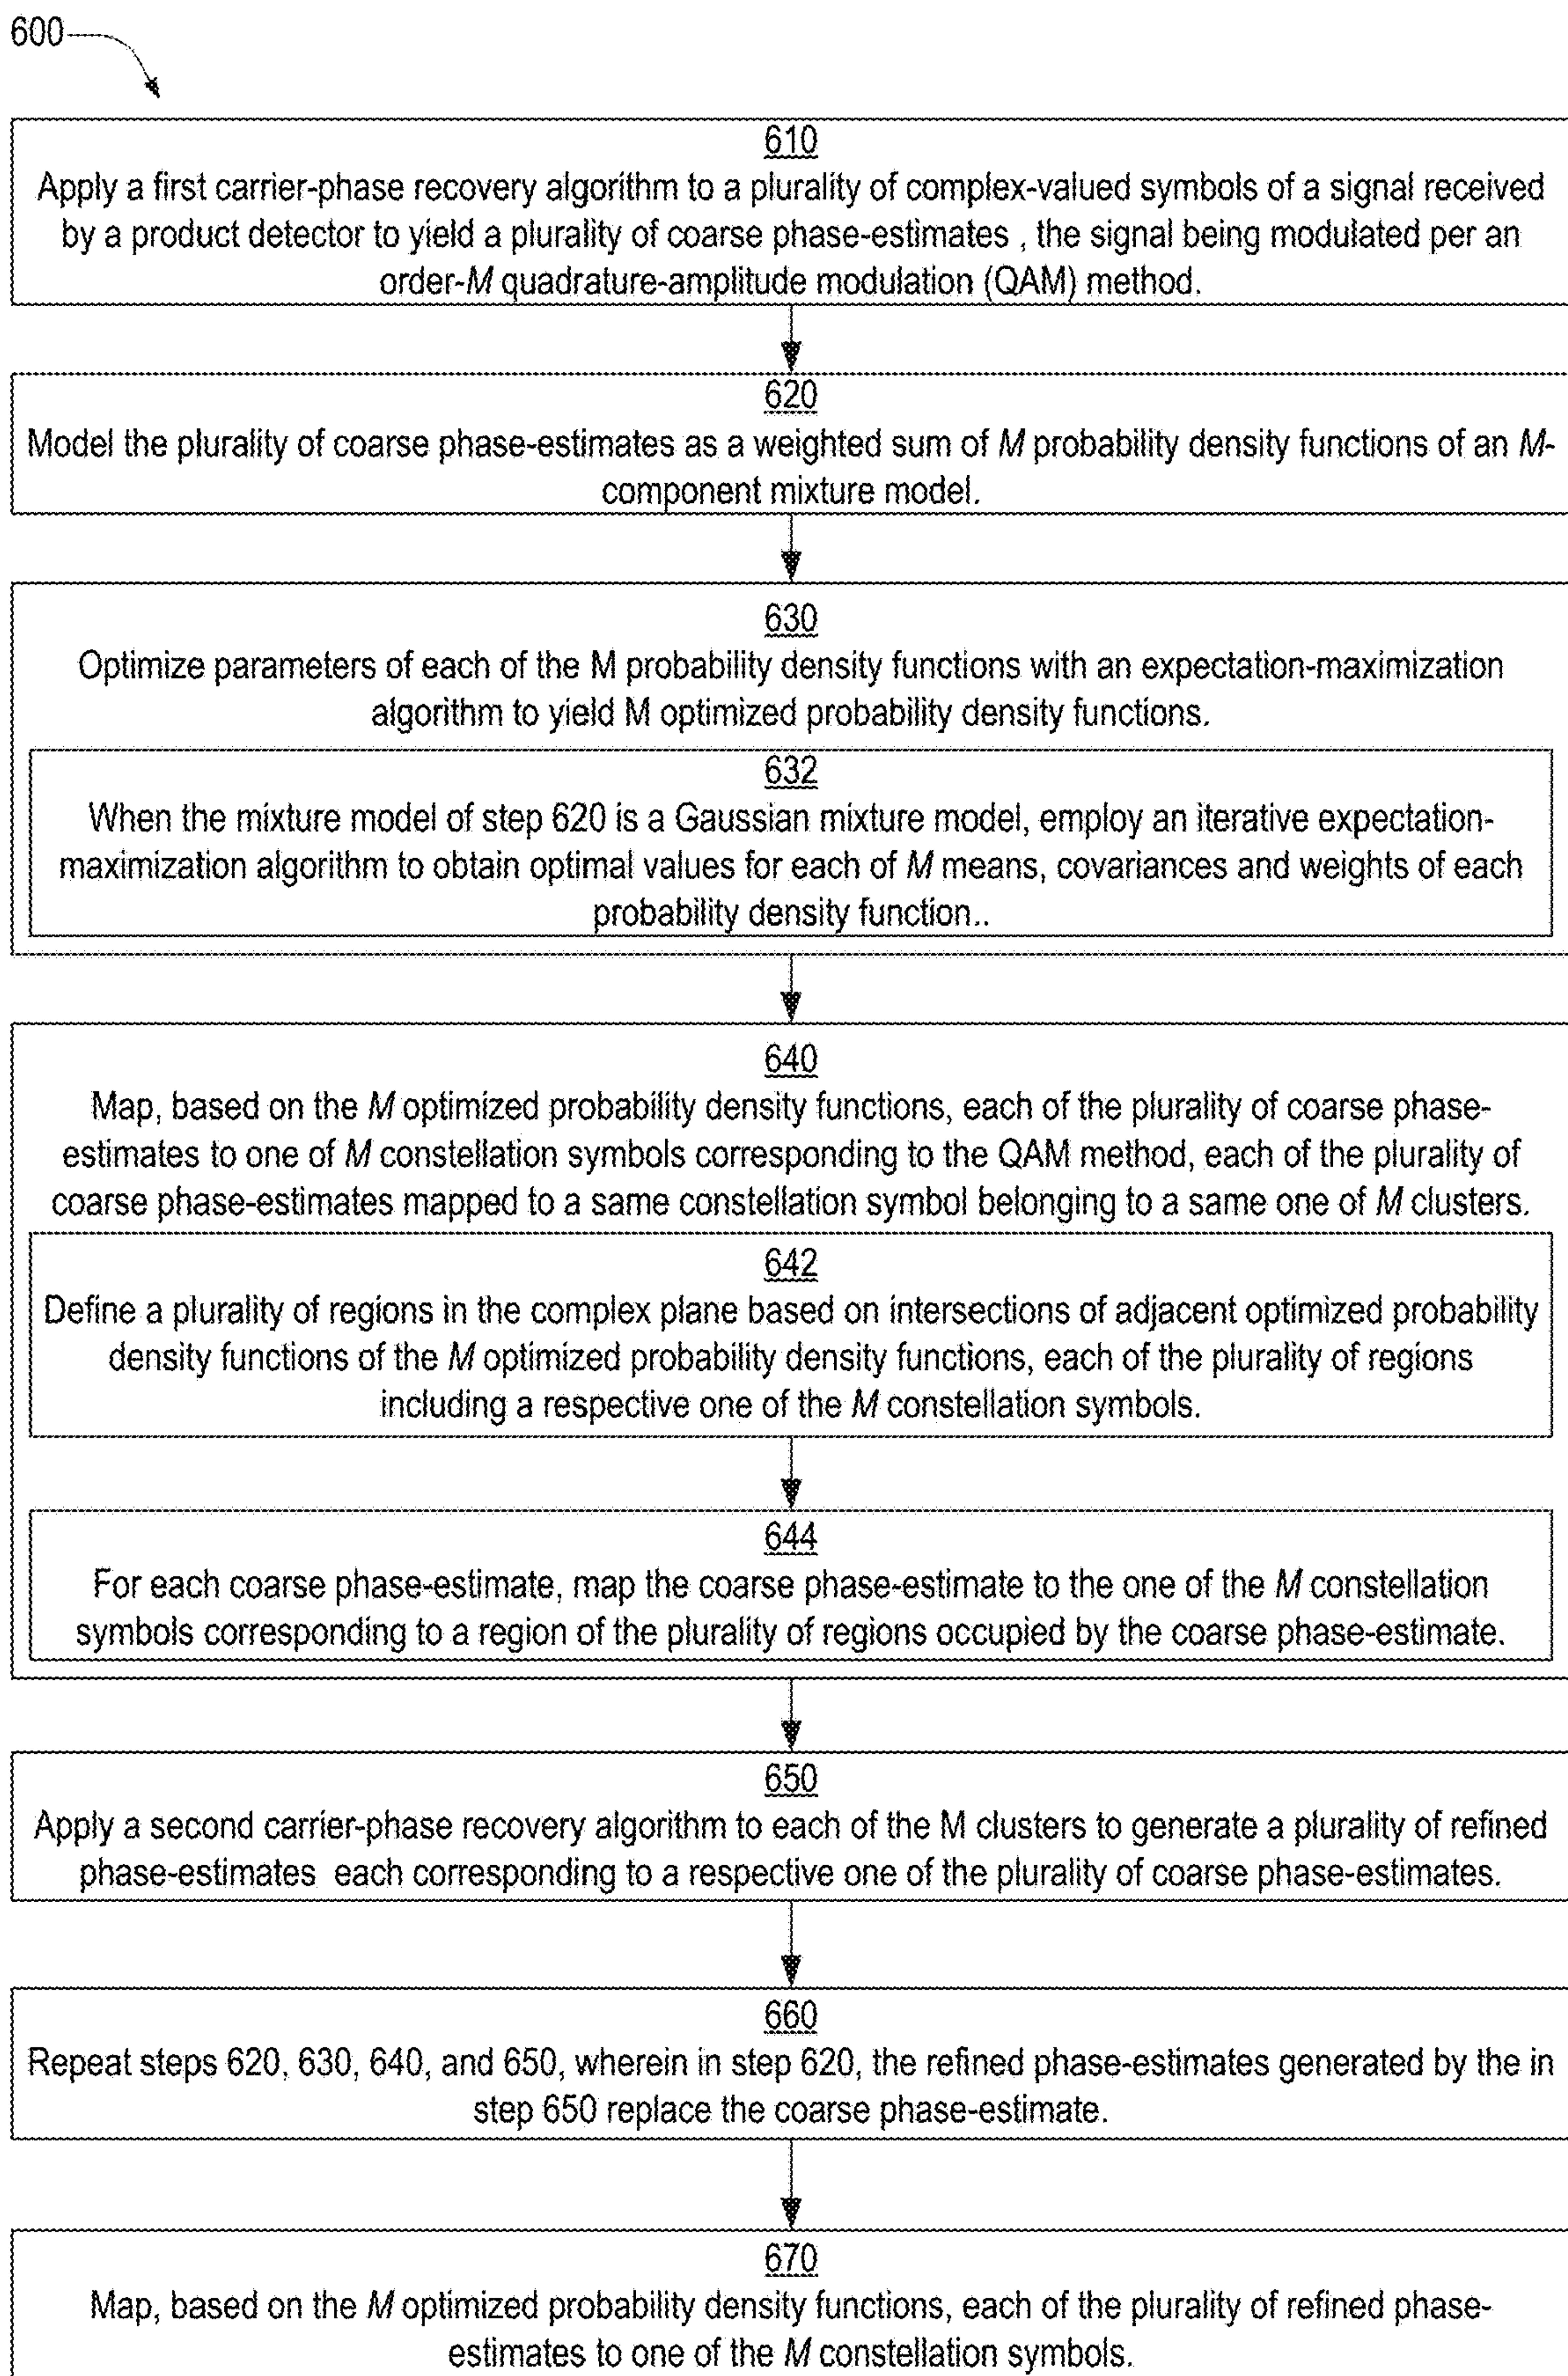 600
610
Apply a first carrier-phase recovery algorithm to a plurality of complex-valued symbols of a signal received
by a product detector to yield a plurality of coarse phase-estimates , the signal being modulated per an
order-M quadrature-amplitude modulation (QAM) method.
620
Model the plurality of coarse phase-estimates as a weighted sum of M probability density functions of an M-
component mixture model.
630
Optimize parameters of each of the M probability density functions with an expectation-maximization
algorithm to yield M optimized probability density functions.
632
When the mixture model of step 620 is a Gaussian mixture model, employ an iterative expectation-
maximization algorithm to obtain optimal values for each of M means, covariances and weights of each
probability density function..
640
Map, based on the M optimized probability density functions, each of the plurality of coarse phase-
estimates to one of M constellation symbols corresponding to the QAM method, each of the plurality of
coarse phase-estimates mapped to a same constellation symbol belonging to a same one of M clusters.
642
Define a plurality of regions in the complex plane based on intersections of adjacent optimized probability
density functions of the M optimized probability density functions, each of the plurality of regions
including a respective one of the M constellation symbols.
644
For each coarse phase-estimate, map the coarse phase-estimate to the one of the M constellation
symbols corresponding to a region of the plurality of regions occupied by the coarse phase-estimate.
650
Apply a second carrier-phase recovery algorithm to each of the M clusters to generate a plurality of refined
phase-estimates each corresponding to a respective one of the plurality of coarse phase-estimates.
660
Repeat steps 620, 630, 640, and 650, wherein in step 620, the refined phase-estimates generated by the in
step 650 replace the coarse phase-estimate.
670
Map, based on the M optimized probability density functions, each of the plurality of refined phase-
estimates to one of the M constellation symbols.